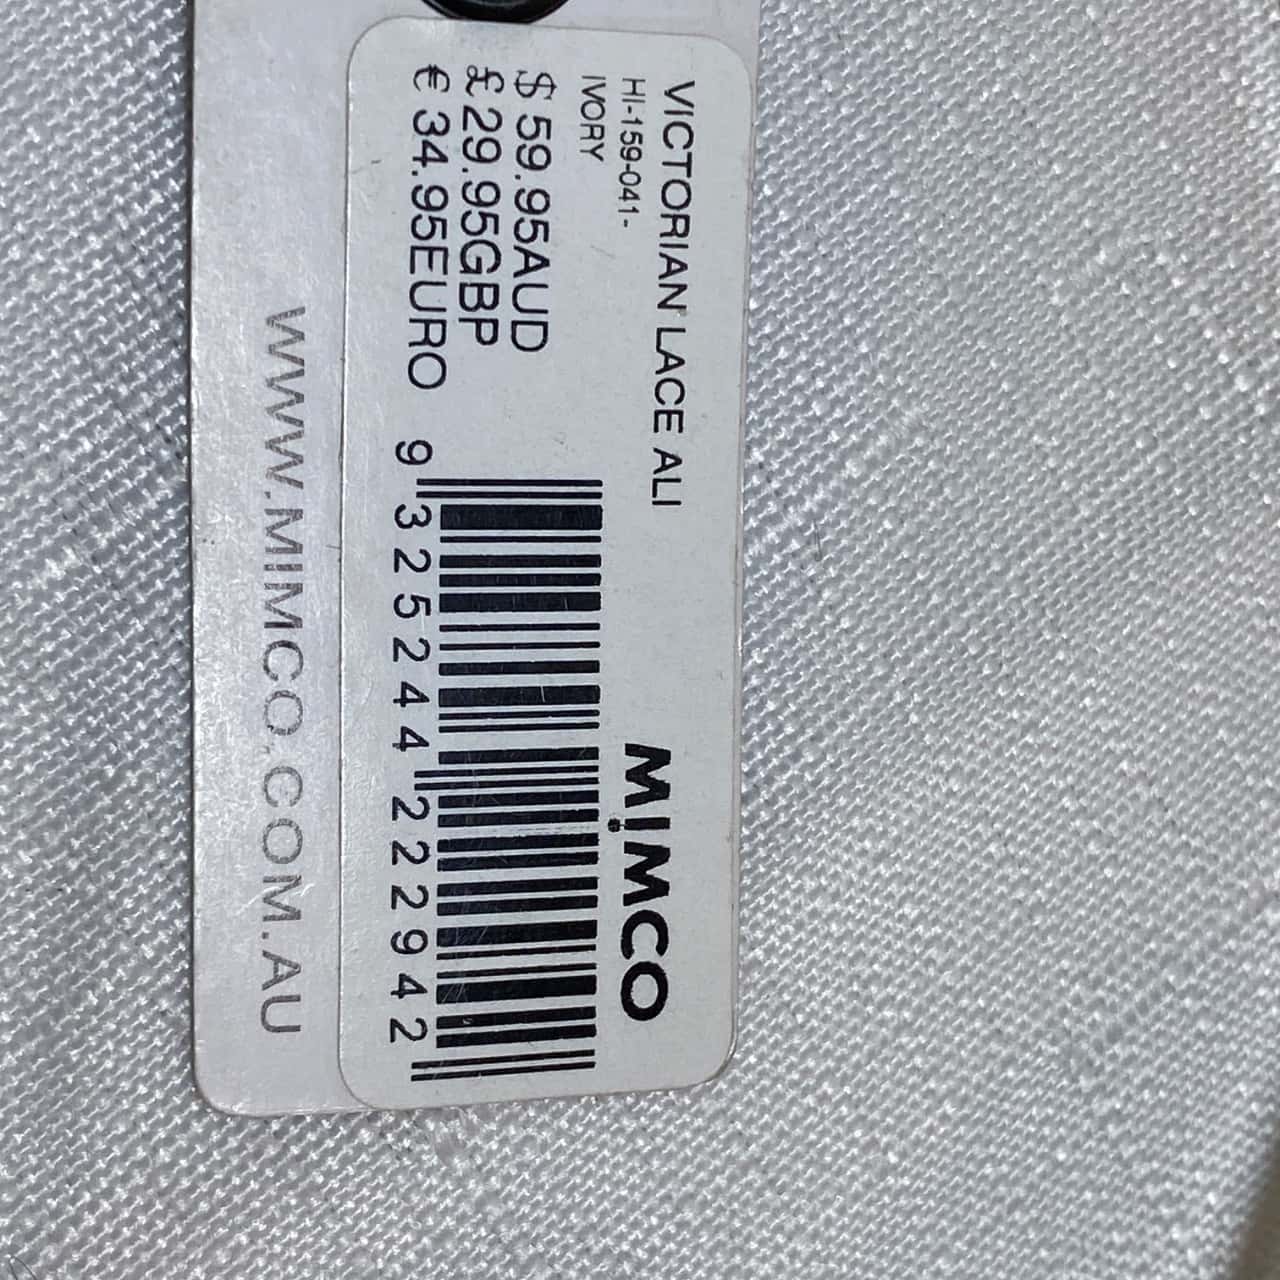 VICTORIAN LACE ALI
HI-159-041-
IVORY
$ 59.95AUD
£ 29.95GBP
€ 34.95EURO
MIMCO
9 325244 222942
WWW.MIMCO.COM.AU